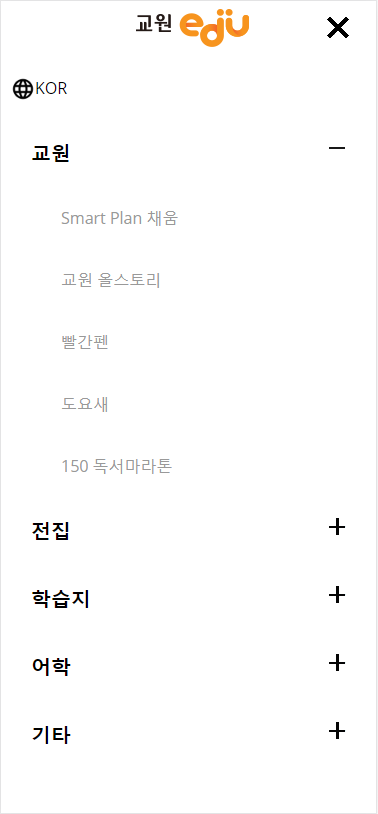 교원 edju
KOR
교원
Smart Plan 채움
교원 올스토리
빨간펜
도요새
150 독서마라톤
전집
학습지
어학
기타